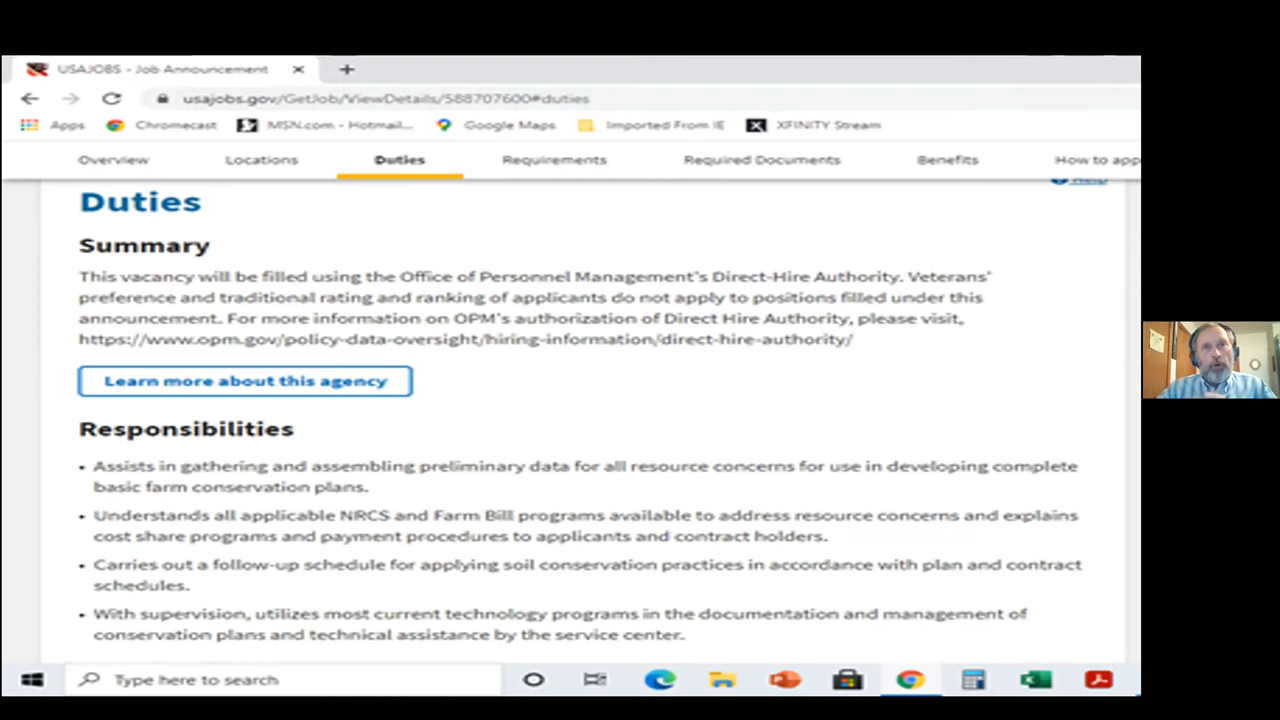 USAJOBS - Job Announcement
usajobs.gov/GetJob/ViewDetails/588707600#duties
Apps Chromecast MSN.com - Hotmail... Google Maps Imported From IE XFINITY Stream
Overview Locations Duties Requirements Required Documents Benefits How to app
Help
Duties
Summary
This vacancy will be filled using the Office of Personnel Management's Direct-Hire Authority. Veterans'
preference and traditional rating and ranking of applicants do not apply to positions filled under this
announcement. For more information on OPM's authorization of Direct Hire Authority, please visit,
https://www.opm.gov/policy-data-oversight/hiring-information/direct-hire-authority/
Learn more about this agency
Responsibilities
• Assists in gathering and assembling preliminary data for all resource concerns for use in developing complete
basic farm conservation plans.
• Understands all applicable NRCS and Farm Bill programs available to address resource concerns and explains
cost share programs and payment procedures to applicants and contract holders.
• Carries out a follow-up schedule for applying soil conservation practices in accordance with plan and contract
schedules.
• With supervision, utilizes most current technology programs in the documentation and management of
conservation plans and technical assistance by the service center.
Type here to search